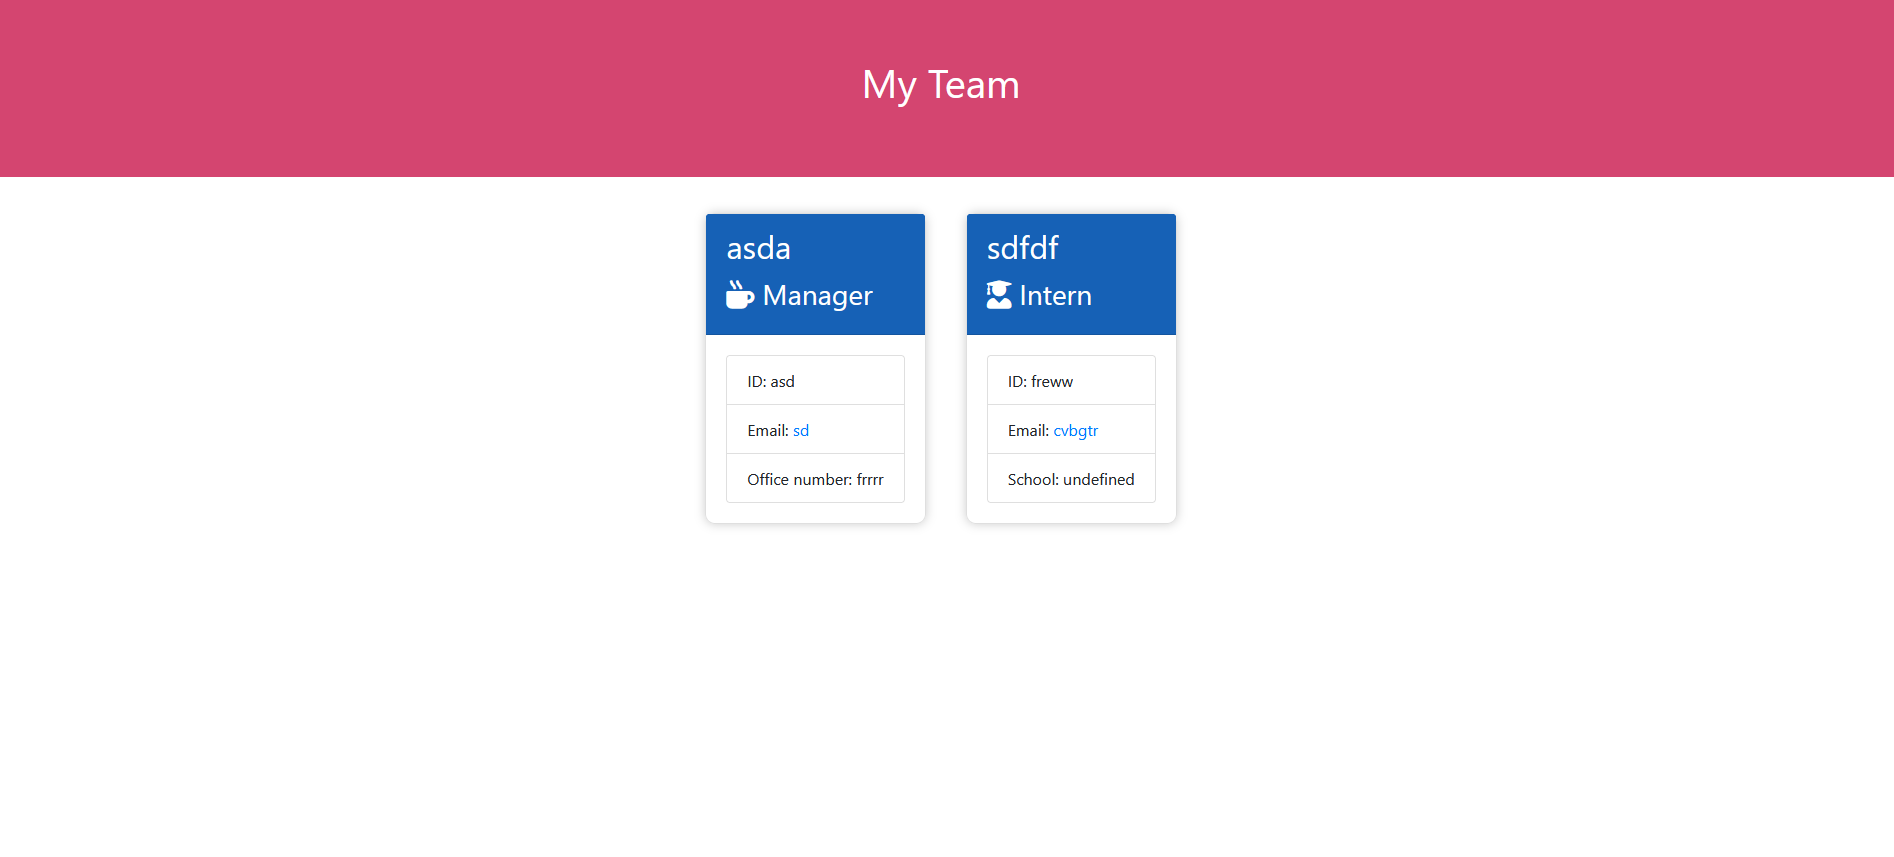 My Team
asda
Manager
ID: asd
Email: sd
Office number: frrrr
sdfdf
Intern
ID: freww
Email: cvbgtr
School: undefined